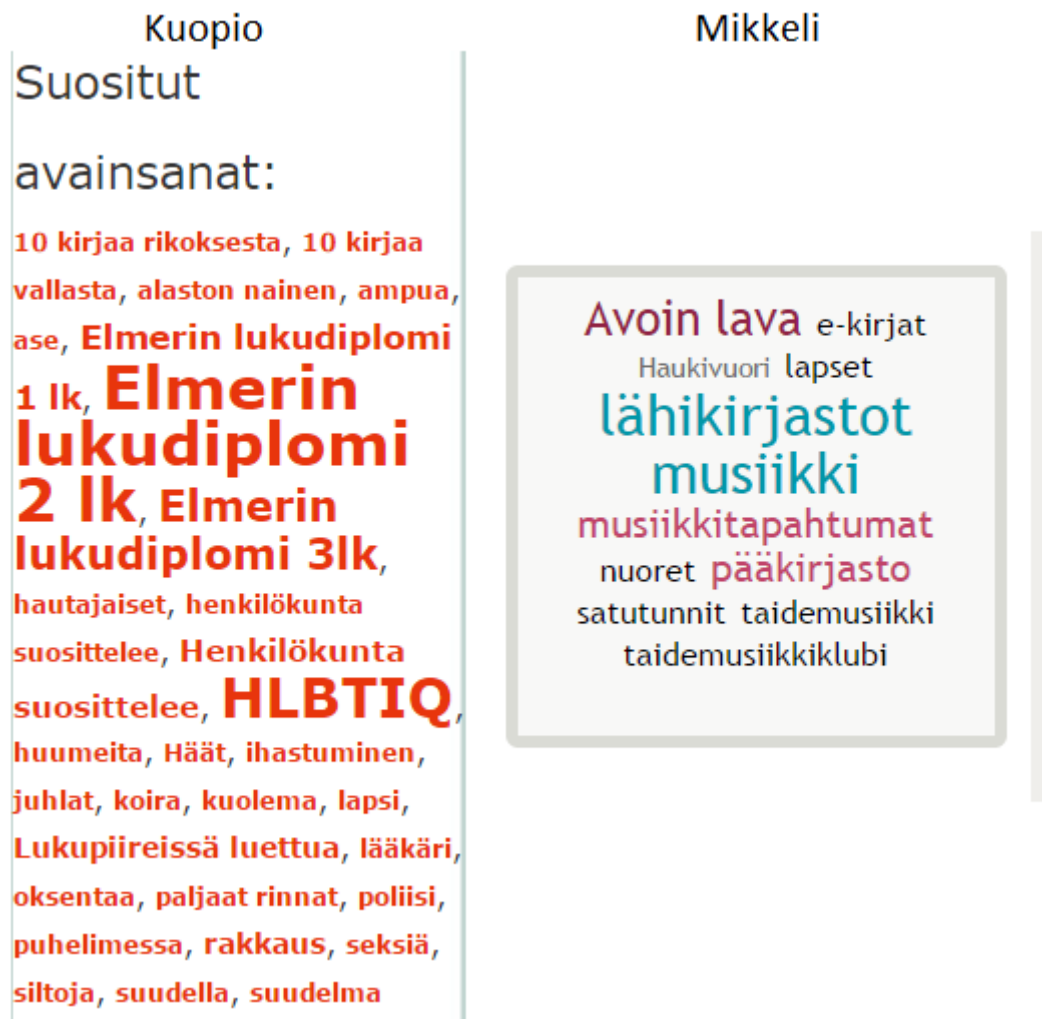 Kuopio
Suositut
avainsanat:
10 kirjaa rikoksesta, 10 kirjaa
vallasta, alaston nainen, ampua,
ase, Elmerin lukudiplomi
1 lk, Elmerin
lukudiplomi
2 lk, Elmerin
lukudiplomi 3lk,
hautajaiset, henkilökunta
suosittelee, Henkilökunta
suosittelee, HLBTIQ,
huumeita, Häät, ihastuminen,
juhlat, koira, kuolema, lapsi,
Lukupiireissä luettua, lääkäri,
oksentaa, paljaat rinnat, poliisi,
puhelimessa, rakkaus, seksiä,
siltoja, suudella, suudelma
Mikkeli
Avoin lava e-kirjat
Haukivuori lapset
lähikirjastot
musiikki
musiikkitapahtumat
nuoret pääkirjasto
satutunnit taidemusiikki
taidemusiikkiklubi